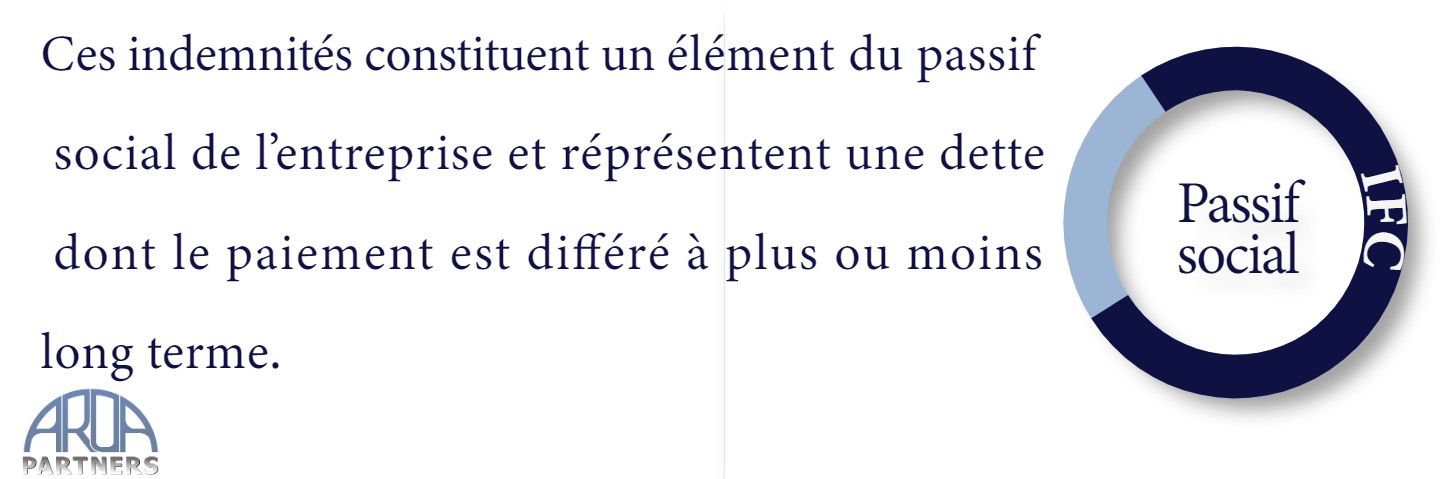 Ces indemnités constituent un élément du passif
social de l’entreprise et réprésentent une dette
dont le paiement est différé à plus ou moins
long terme.
Passif
social
IFC
AROA
PARTNERS